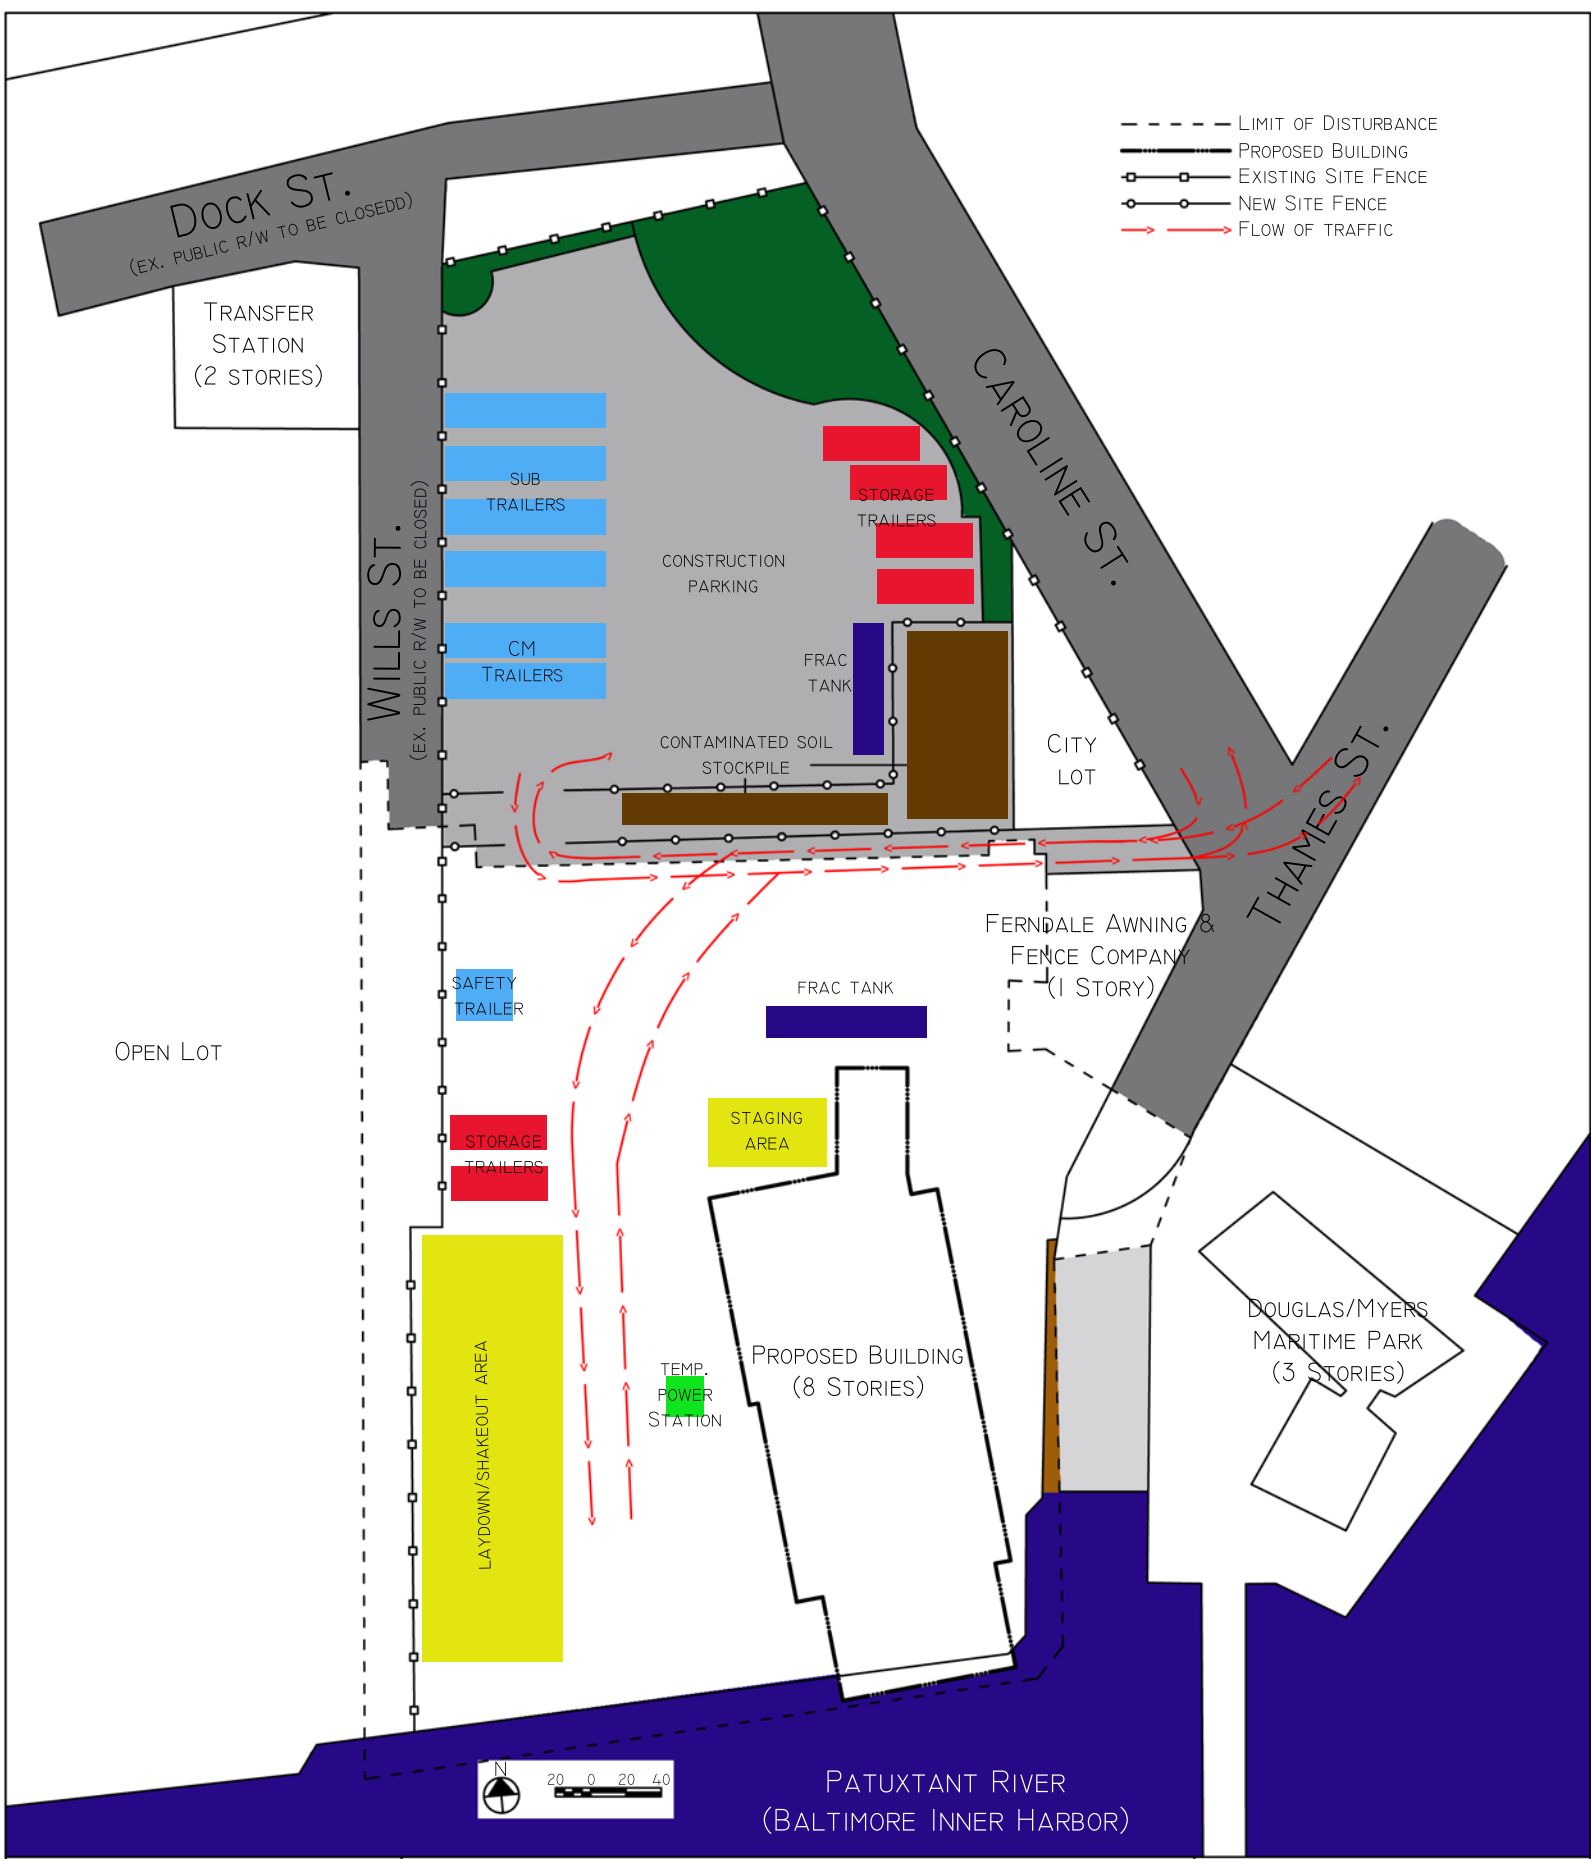 LIMIT OF DISTURBANCE
PROPOSED BUILDING
EXISTING SITE FENCE
NEW SITE FENCE
FLOW OF TRAFFIC
DOCK ST.
(EX. PUBLIC R/W TO BE CLOSEDD)
TRANSFER
STATION
(2 STORIES)
CAROLINE ST.
SUB
TRAILERS
STORAGE
TRAILERS
CONSTRUCTION
PARKING
WILLS ST.
(EX. PUBLIC R/W TO BE CLOSED)
CM
TRAILERS
FRAC
TANK
CONTAMINATED SOIL
STOCKPILE
CITY
LOT
THAMES ST.
FERNDALE AWNING &
FENCE COMPANY
(1 STORY)
SAFETY
TRAILER
FRAC TANK
OPEN LOT
STAGING
AREA
STORAGE
TRAILERS
LAYDOWN/SHAKEOUT AREA
TEMP.
POWER
STATION
PROPOSED BUILDING
(8 STORIES)
DOUGLAS/MYERS
MARITIME PARK
(3 STORIES)
N
20 0 20 40
PATUXTANT RIVER
(BALTIMORE INNER HARBOR)